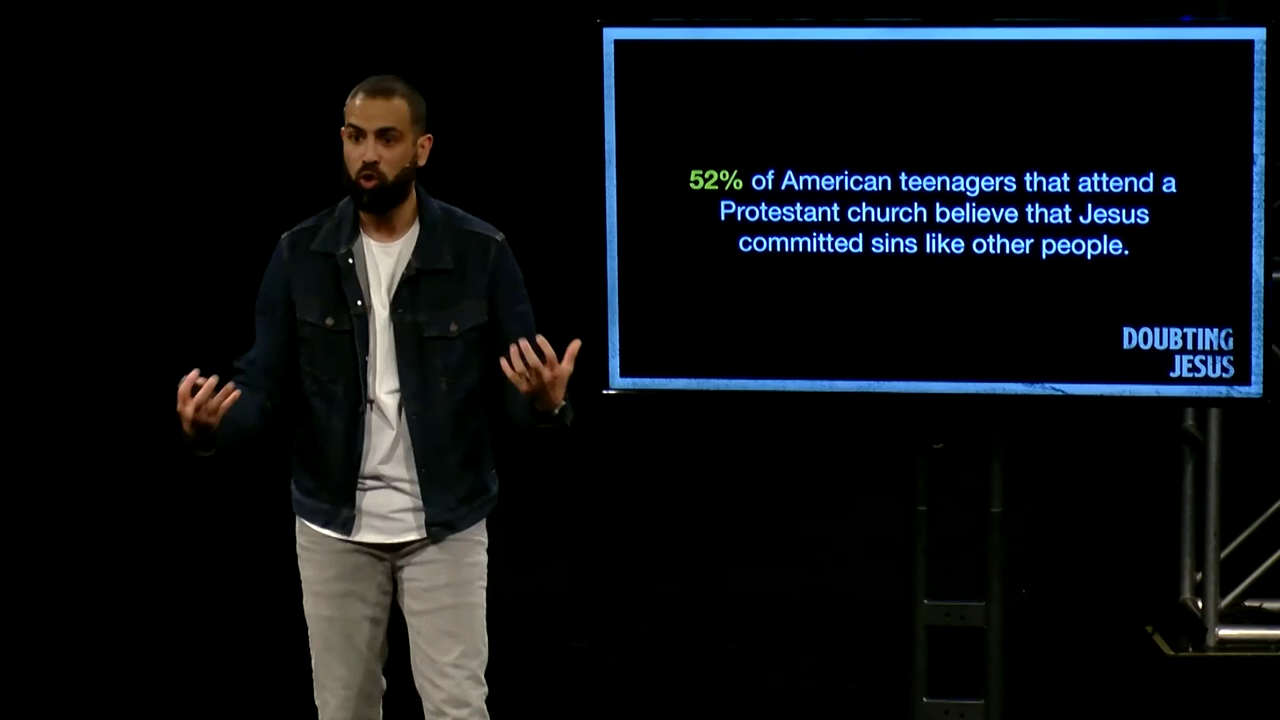 52% of American teenagers that attend a
Protestant church believe that Jesus
committed sins like other people.
DOUBTING
JESUS